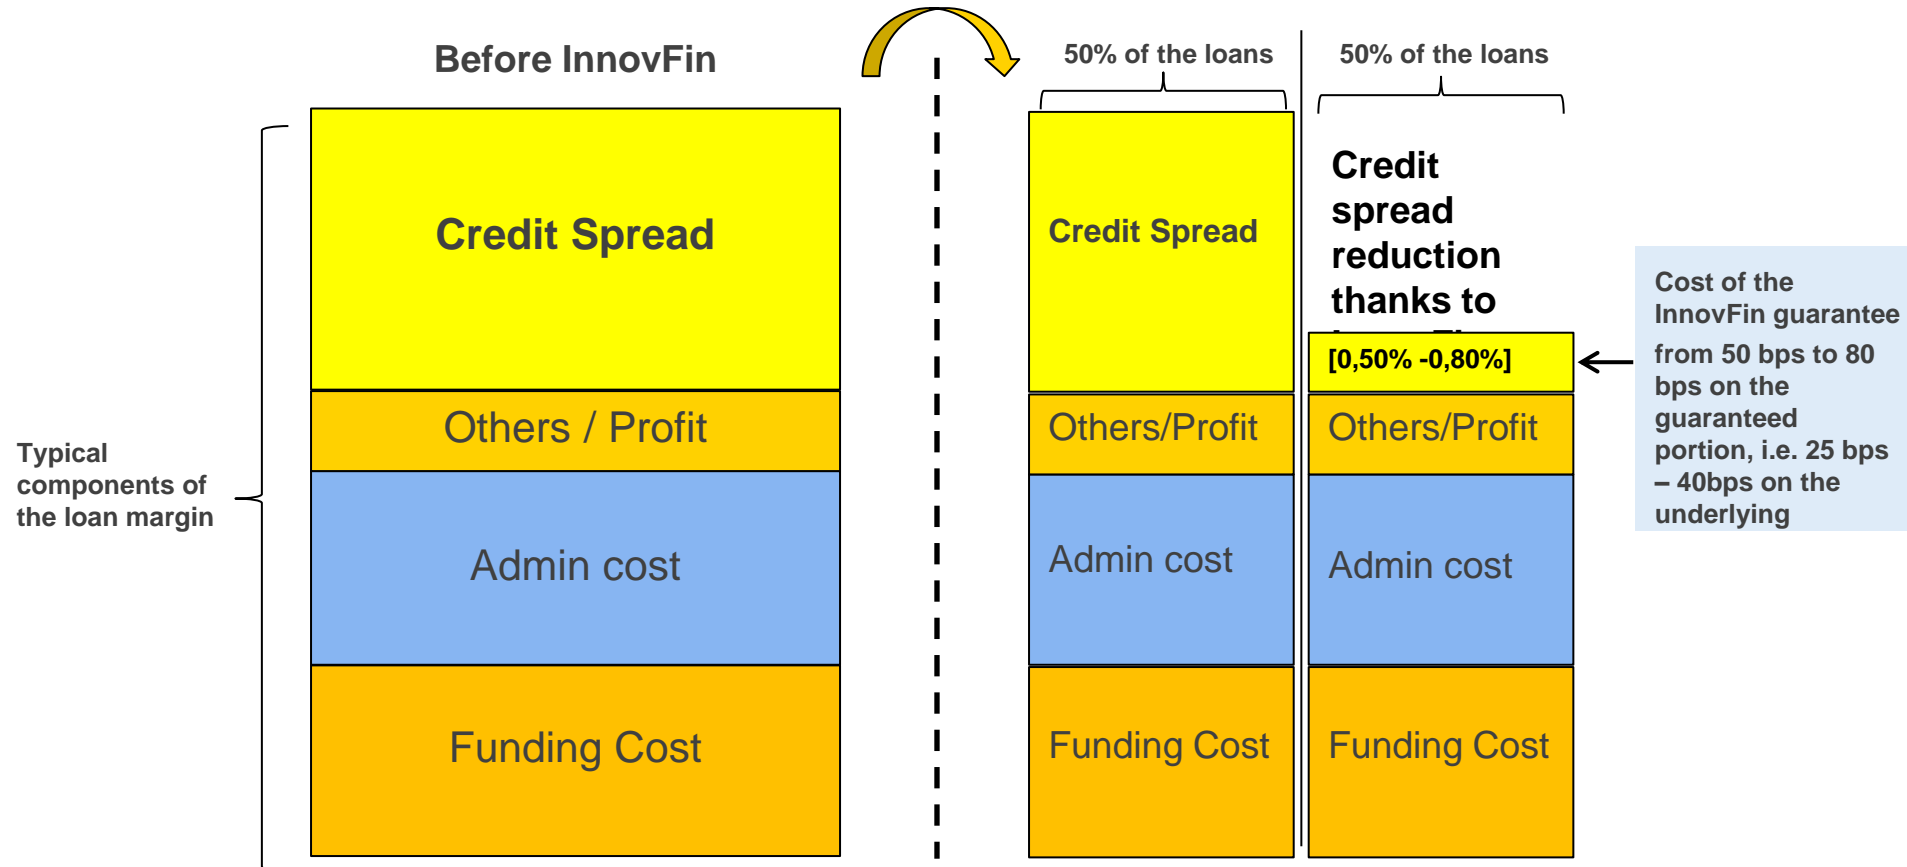 Before InnovFin
50% of the loans
50% of the loans
Typical
components of
the loan margin
Credit Spread
Others / Profit
Admin cost
Funding Cost
Credit Spread
Others/Profit
Admin cost
Funding Cost
Credit
spread
reduction
thanks to
[0,50% -0,80%]
Others/Profit
Admin cost
Funding Cost
Cost of the
InnovFin guarantee
from 50 bps to 80
bps on the
guaranteed
portion, i.e. 25 bps
– 40bps on the
underlying